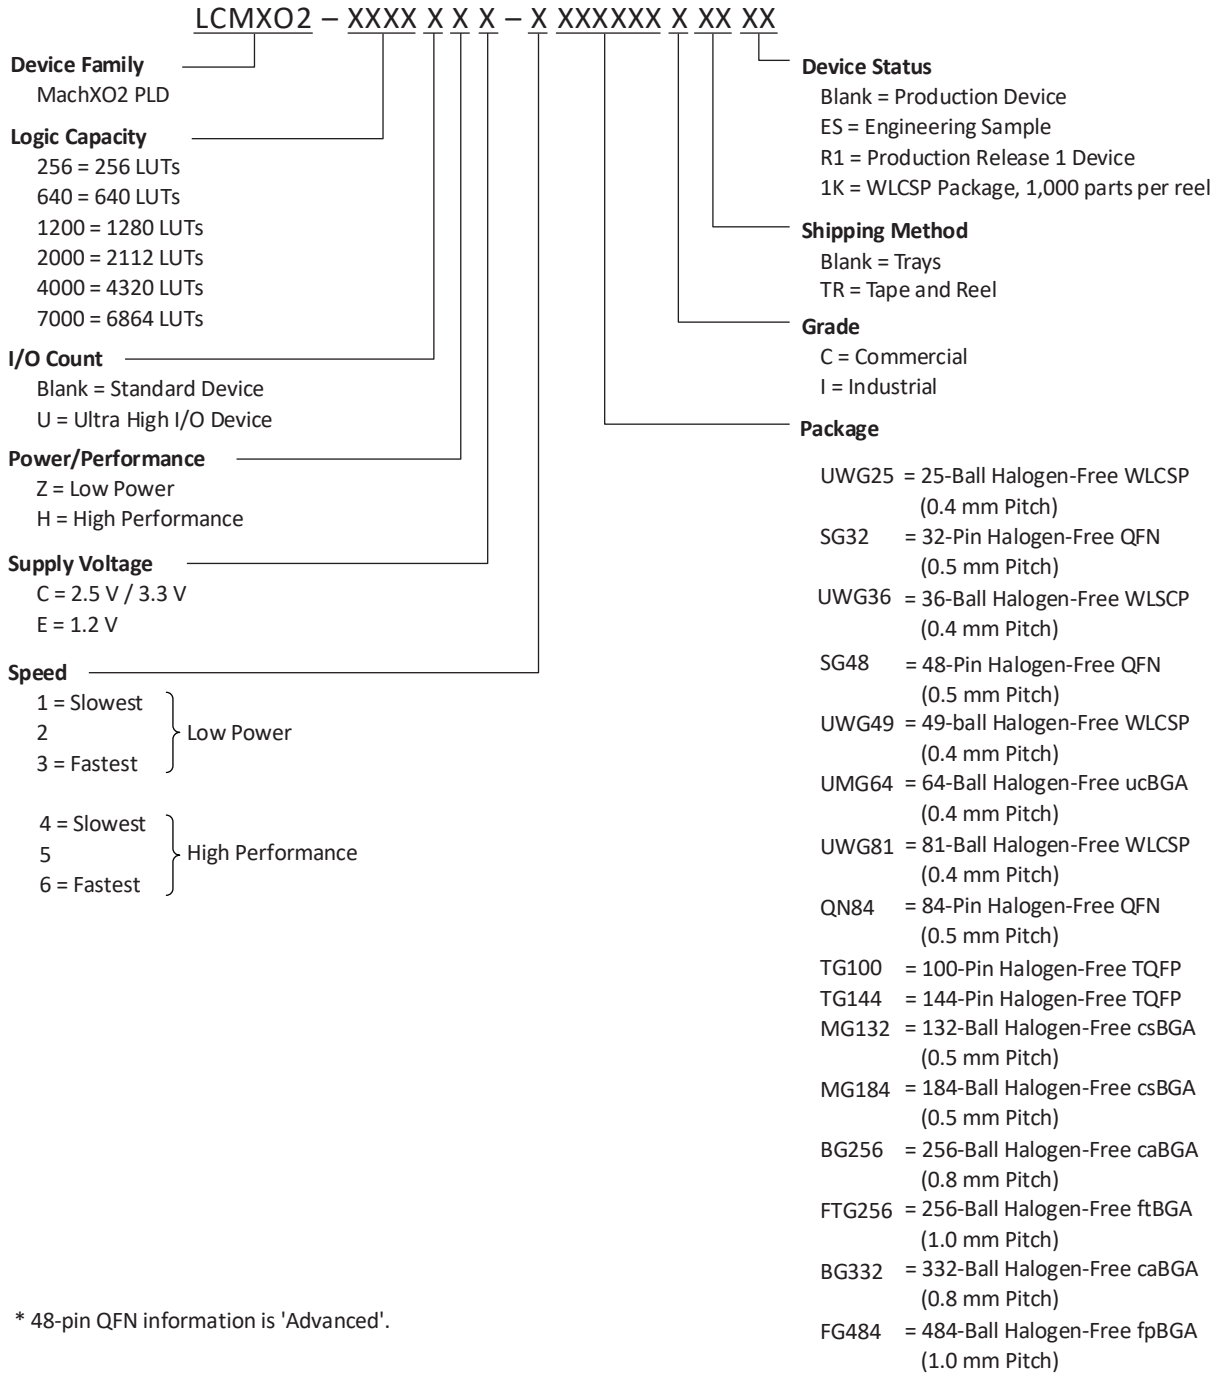 LCMXO2 – XXXX X X X – X XXXXXX X XX XX
Device Family
MachXO2 PLD
Logic Capacity
256 = 256 LUTs
640 = 640 LUTs
1200 = 1280 LUTs
2000 = 2112 LUTs
4000 = 4320 LUTs
7000 = 6864 LUTs
I/O Count
Blank = Standard Device
U = Ultra High I/O Device
Power/Performance
Z = Low Power
H = High Performance
Supply Voltage
C = 2.5 V / 3.3 V
E = 1.2 V
Speed
1 = Slowest
2
3 = Fastest
Low Power
4 = Slowest
5
6 = Fastest
High Performance
Device Status
Blank = Production Device
ES = Engineering Sample
R1 = Production Release 1 Device
1K = WLCSP Package, 1,000 parts per reel
Shipping Method
Blank = Trays
TR = Tape and Reel
Grade
C = Commercial
I = Industrial
Package
UWG25 = 25-Ball Halogen-Free WLCSP
(0.4 mm Pitch)
SG32 = 32-Pin Halogen-Free QFN
(0.5 mm Pitch)
UWG36 = 36-Ball Halogen-Free WLSCP
(0.4 mm Pitch)
SG48 = 48-Pin Halogen-Free QFN
(0.5 mm Pitch)
UWG49 = 49-ball Halogen-Free WLCSP
(0.4 mm Pitch)
UMG64 = 64-Ball Halogen-Free ucBGA
(0.4 mm Pitch)
UWG81 = 81-Ball Halogen-Free WLCSP
(0.4 mm Pitch)
QN84 = 84-Pin Halogen-Free QFN
(0.5 mm Pitch)
TG100 = 100-Pin Halogen-Free TQFP
TG144 = 144-Pin Halogen-Free TQFP
MG132 = 132-Ball Halogen-Free csBGA
(0.5 mm Pitch)
MG184 = 184-Ball Halogen-Free csBGA
(0.5 mm Pitch)
BG256 = 256-Ball Halogen-Free caBGA
(0.8 mm Pitch)
FTG256 = 256-Ball Halogen-Free ftBGA
(1.0 mm Pitch)
BG332 = 332-Ball Halogen-Free caBGA
(0.8 mm Pitch)
FG484 = 484-Ball Halogen-Free fpBGA
(1.0 mm Pitch)
* 48-pin QFN information is 'Advanced'.